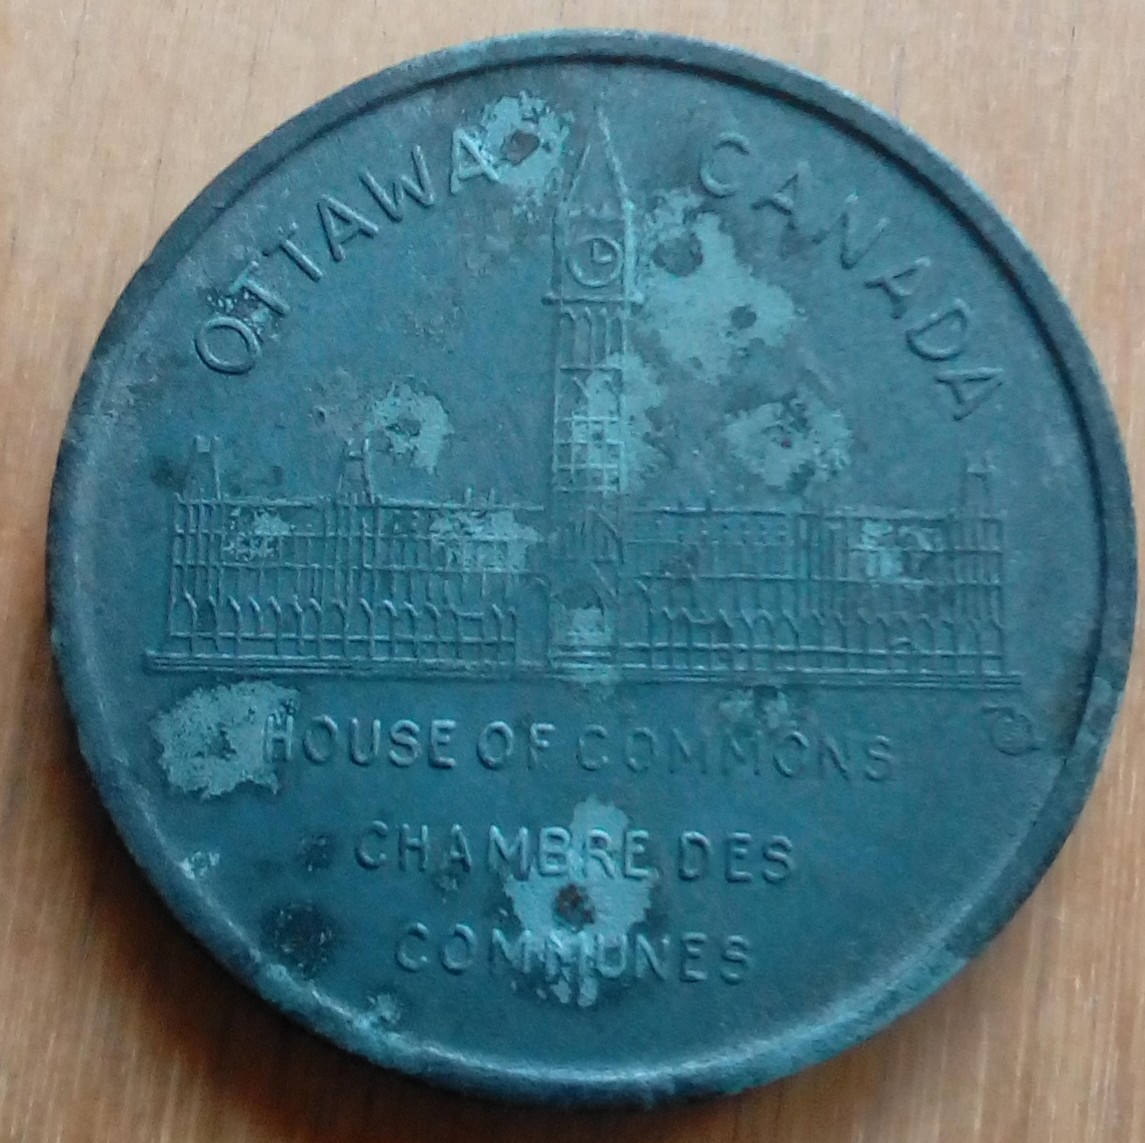 OTTAWA CANADA
HOUSE OF COMMONS
CHAMBRE DES
COMMUNES